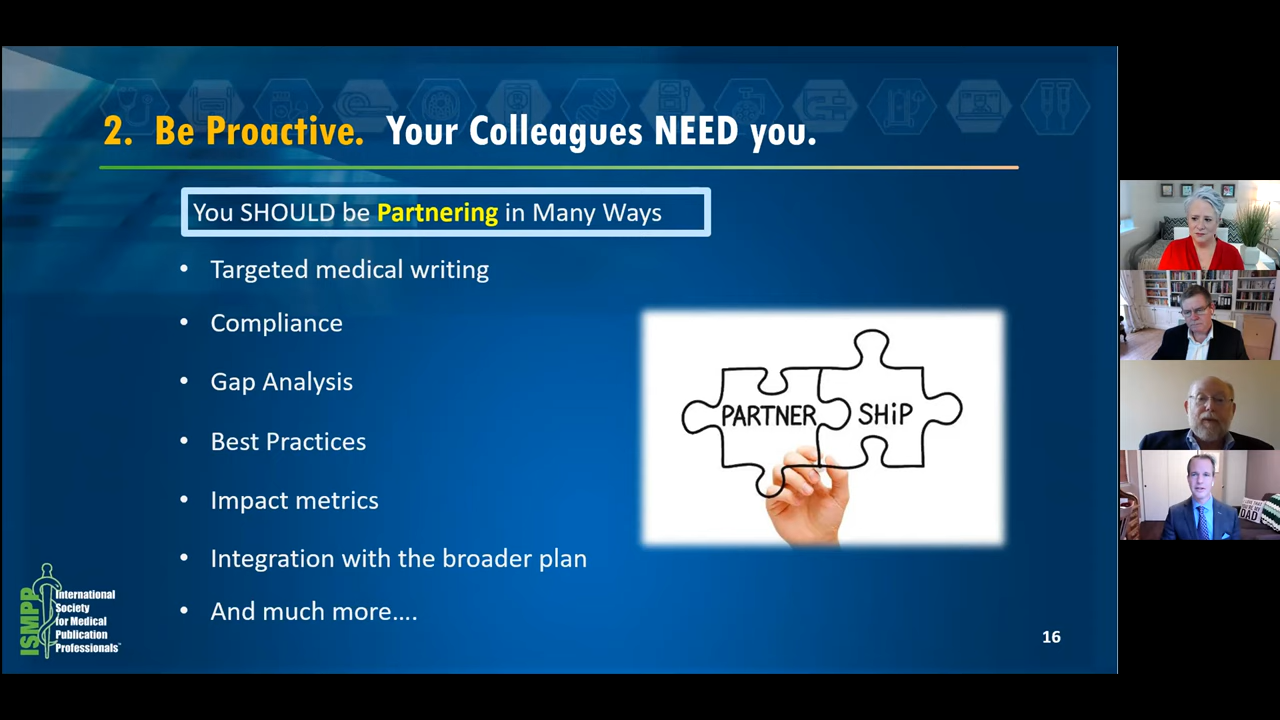 2. Be Proactive. Your Colleagues NEED you.
You SHOULD be Partnering in Many Ways
• Targeted medical writing
• Compliance
• Gap Analysis
• Best Practices
• Impact metrics
• Integration with the broader plan
• And much more....
PARTNER SHiP
ISMPP
International
Society
for Medical
Publication
Professionals™
16
DAD